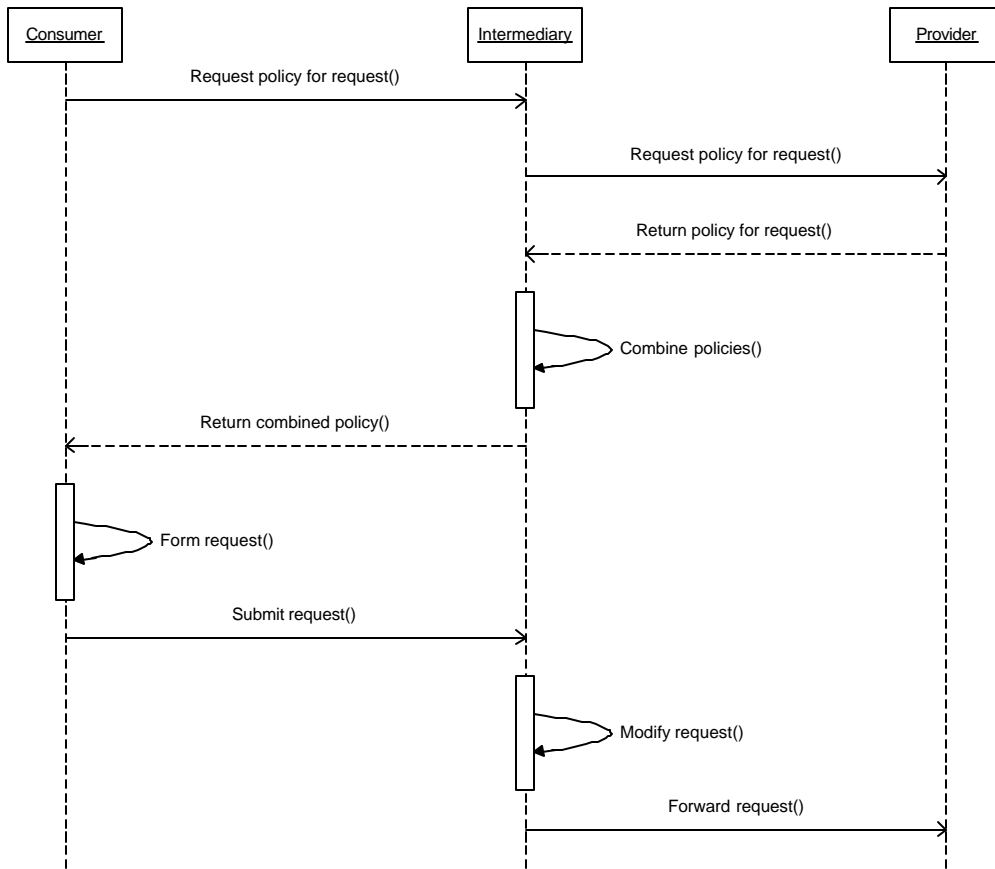 Consumer
Intermediary
Provider
Request policy for request()
Request policy for request()
Return policy for request()
Combine policies()
Return combined policy()
Form request()
Submit request()
Modify request()
Forward request()